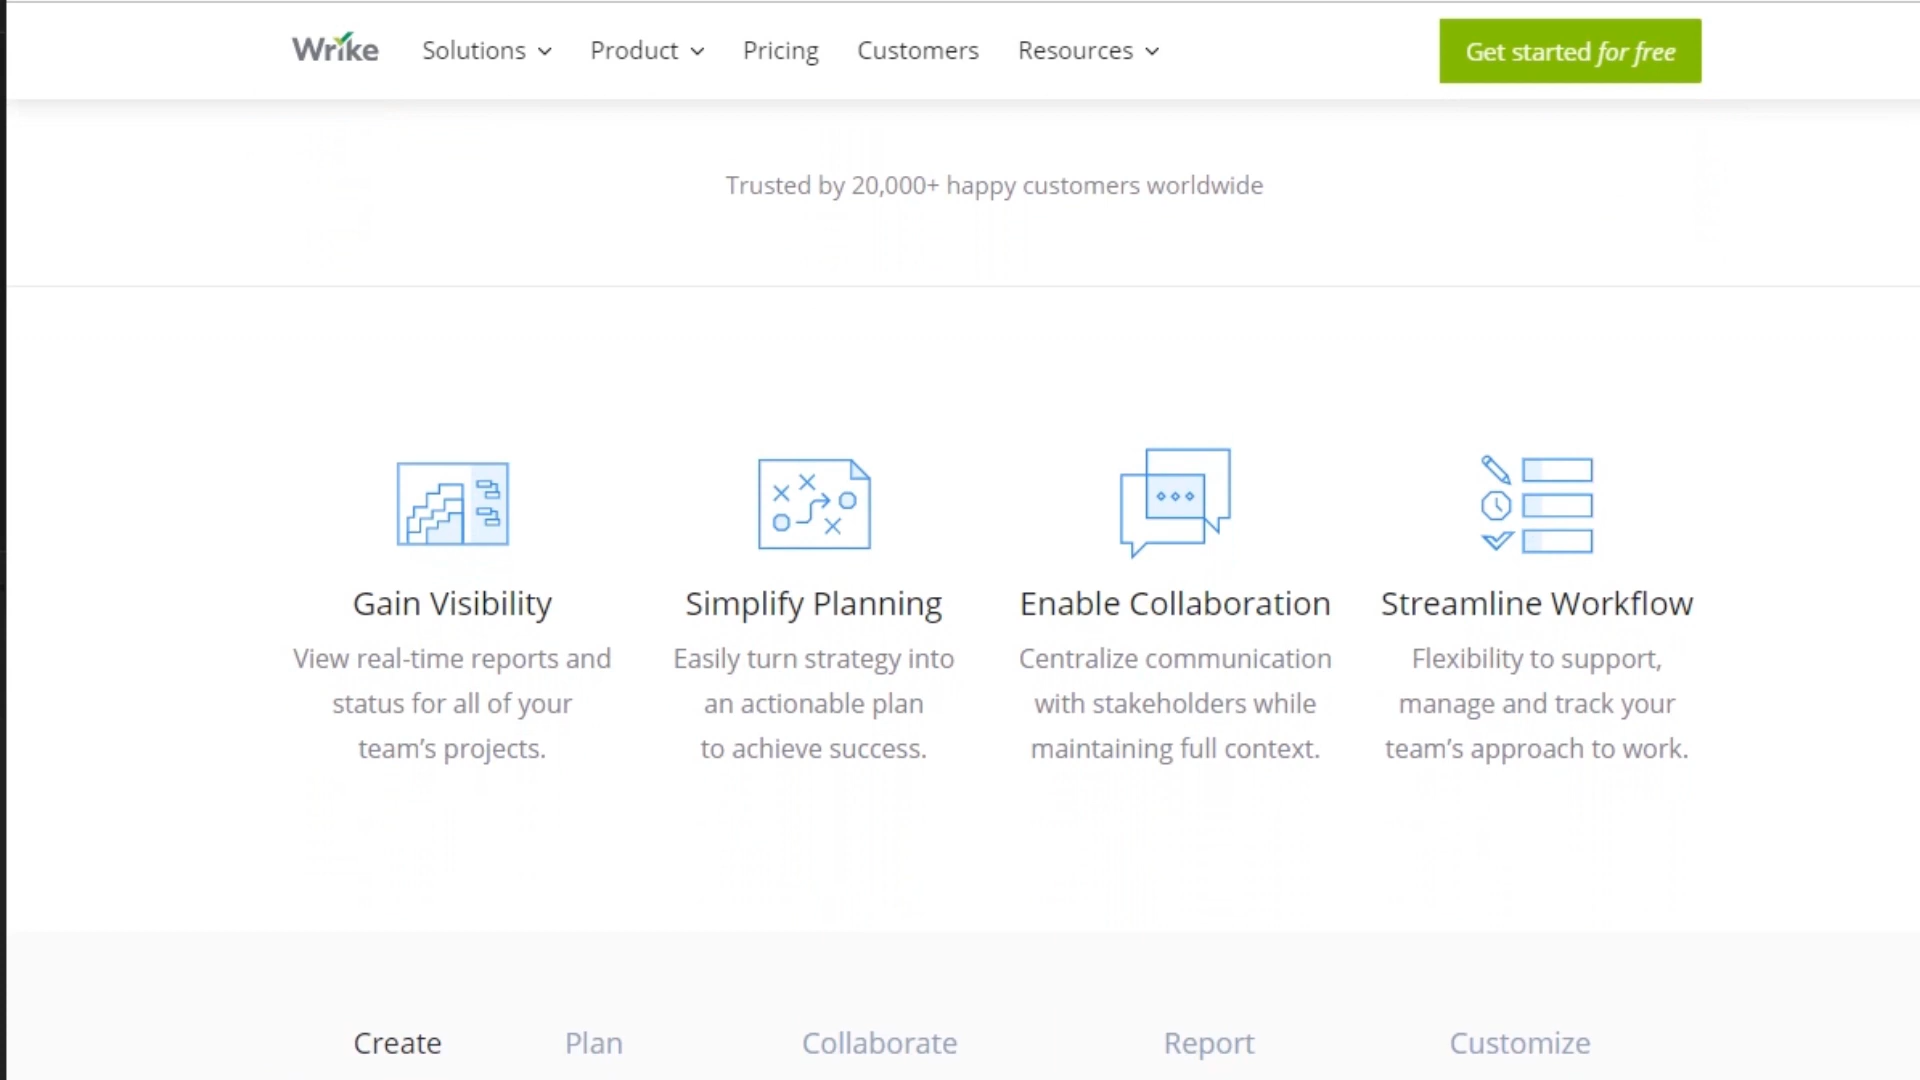 Wrike Solutions Product Pricing Customers Resources Get started for free
Trusted by 20,000+ happy customers worldwide
Gain Visibility
View real-time reports and
status for all of your
team’s projects.
Simplify Planning
Easily turn strategy into
an actionable plan
to achieve success.
Enable Collaboration
Centralize communication
with stakeholders while
maintaining full context.
Streamline Workflow
Flexibility to support,
manage and track your
team’s approach to work.
Create Plan Collaborate Report Customize